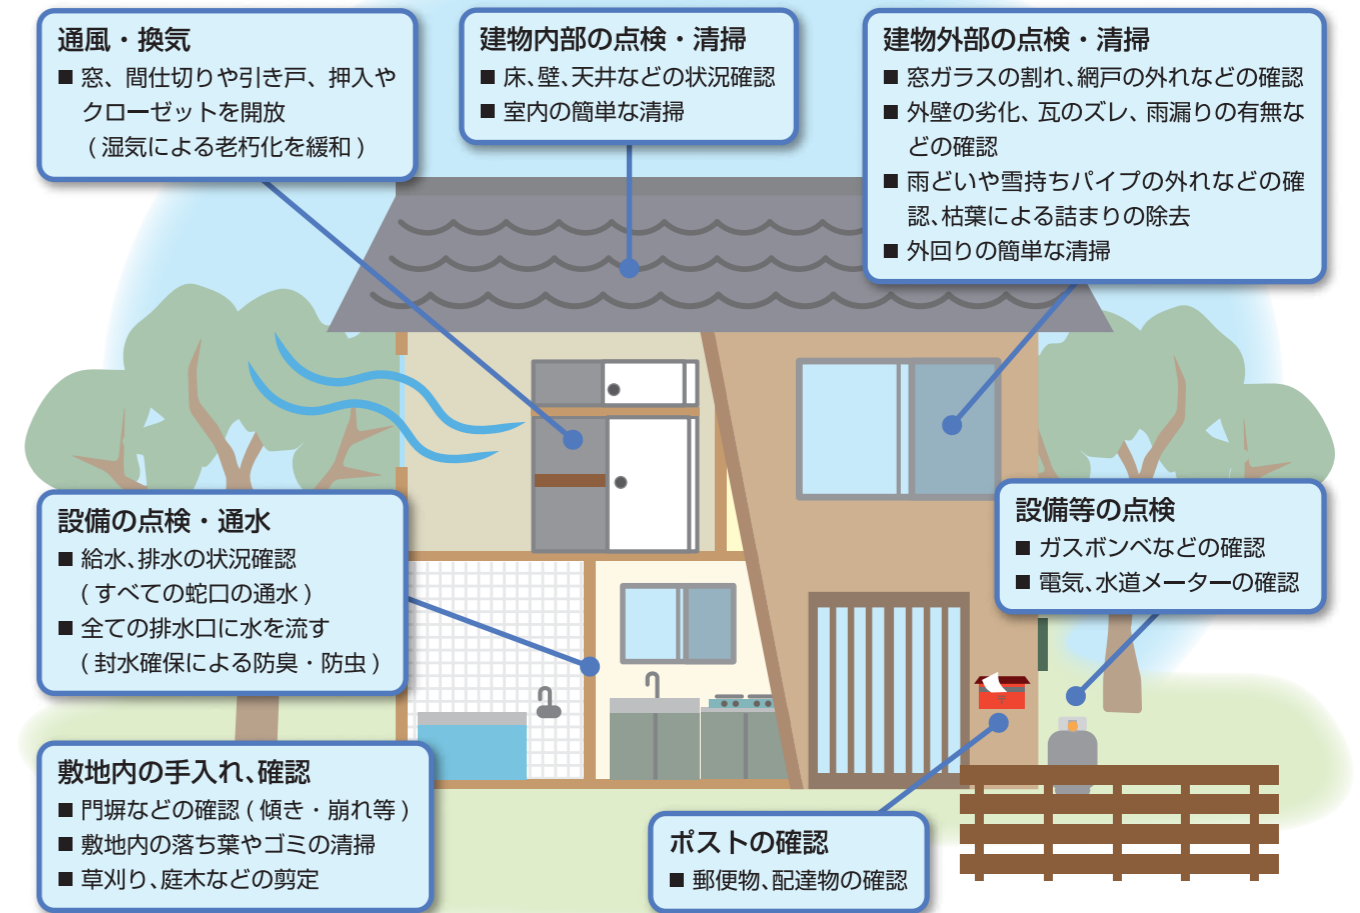 通風・換気
■ 窓、間仕切りや引き戸、押入や
クローゼットを開放
(湿気による老朽化を緩和)
建物内部の点検・清掃
■ 床、壁、天井などの状況確認
■ 室内の簡単な清掃
建物外部の点検・清掃
■ 窓ガラスの割れ、網戸の外れなどの確認
■ 外壁の劣化、瓦のズレ、雨漏りの有無な
どの確認
■ 雨どいや雪持ちパイプの外れなどの確
認、枯葉による詰まりの除去
■ 外回りの簡単な清掃
設備の点検・通水
■ 給水、排水の状況確認
(すべての蛇口の通水)
■ 全ての排水口に水を流す
(封水確保による防臭・防虫)
設備等の点検
■ ガスボンベなどの確認
■ 電気、水道メーターの確認
敷地内の手入れ、確認
■ 門塀などの確認(傾き・崩れ等)
■ 敷地内の落ち葉やゴミの清掃
■ 草刈り、庭木などの剪定
ポストの確認
■ 郵便物、配達物の確認